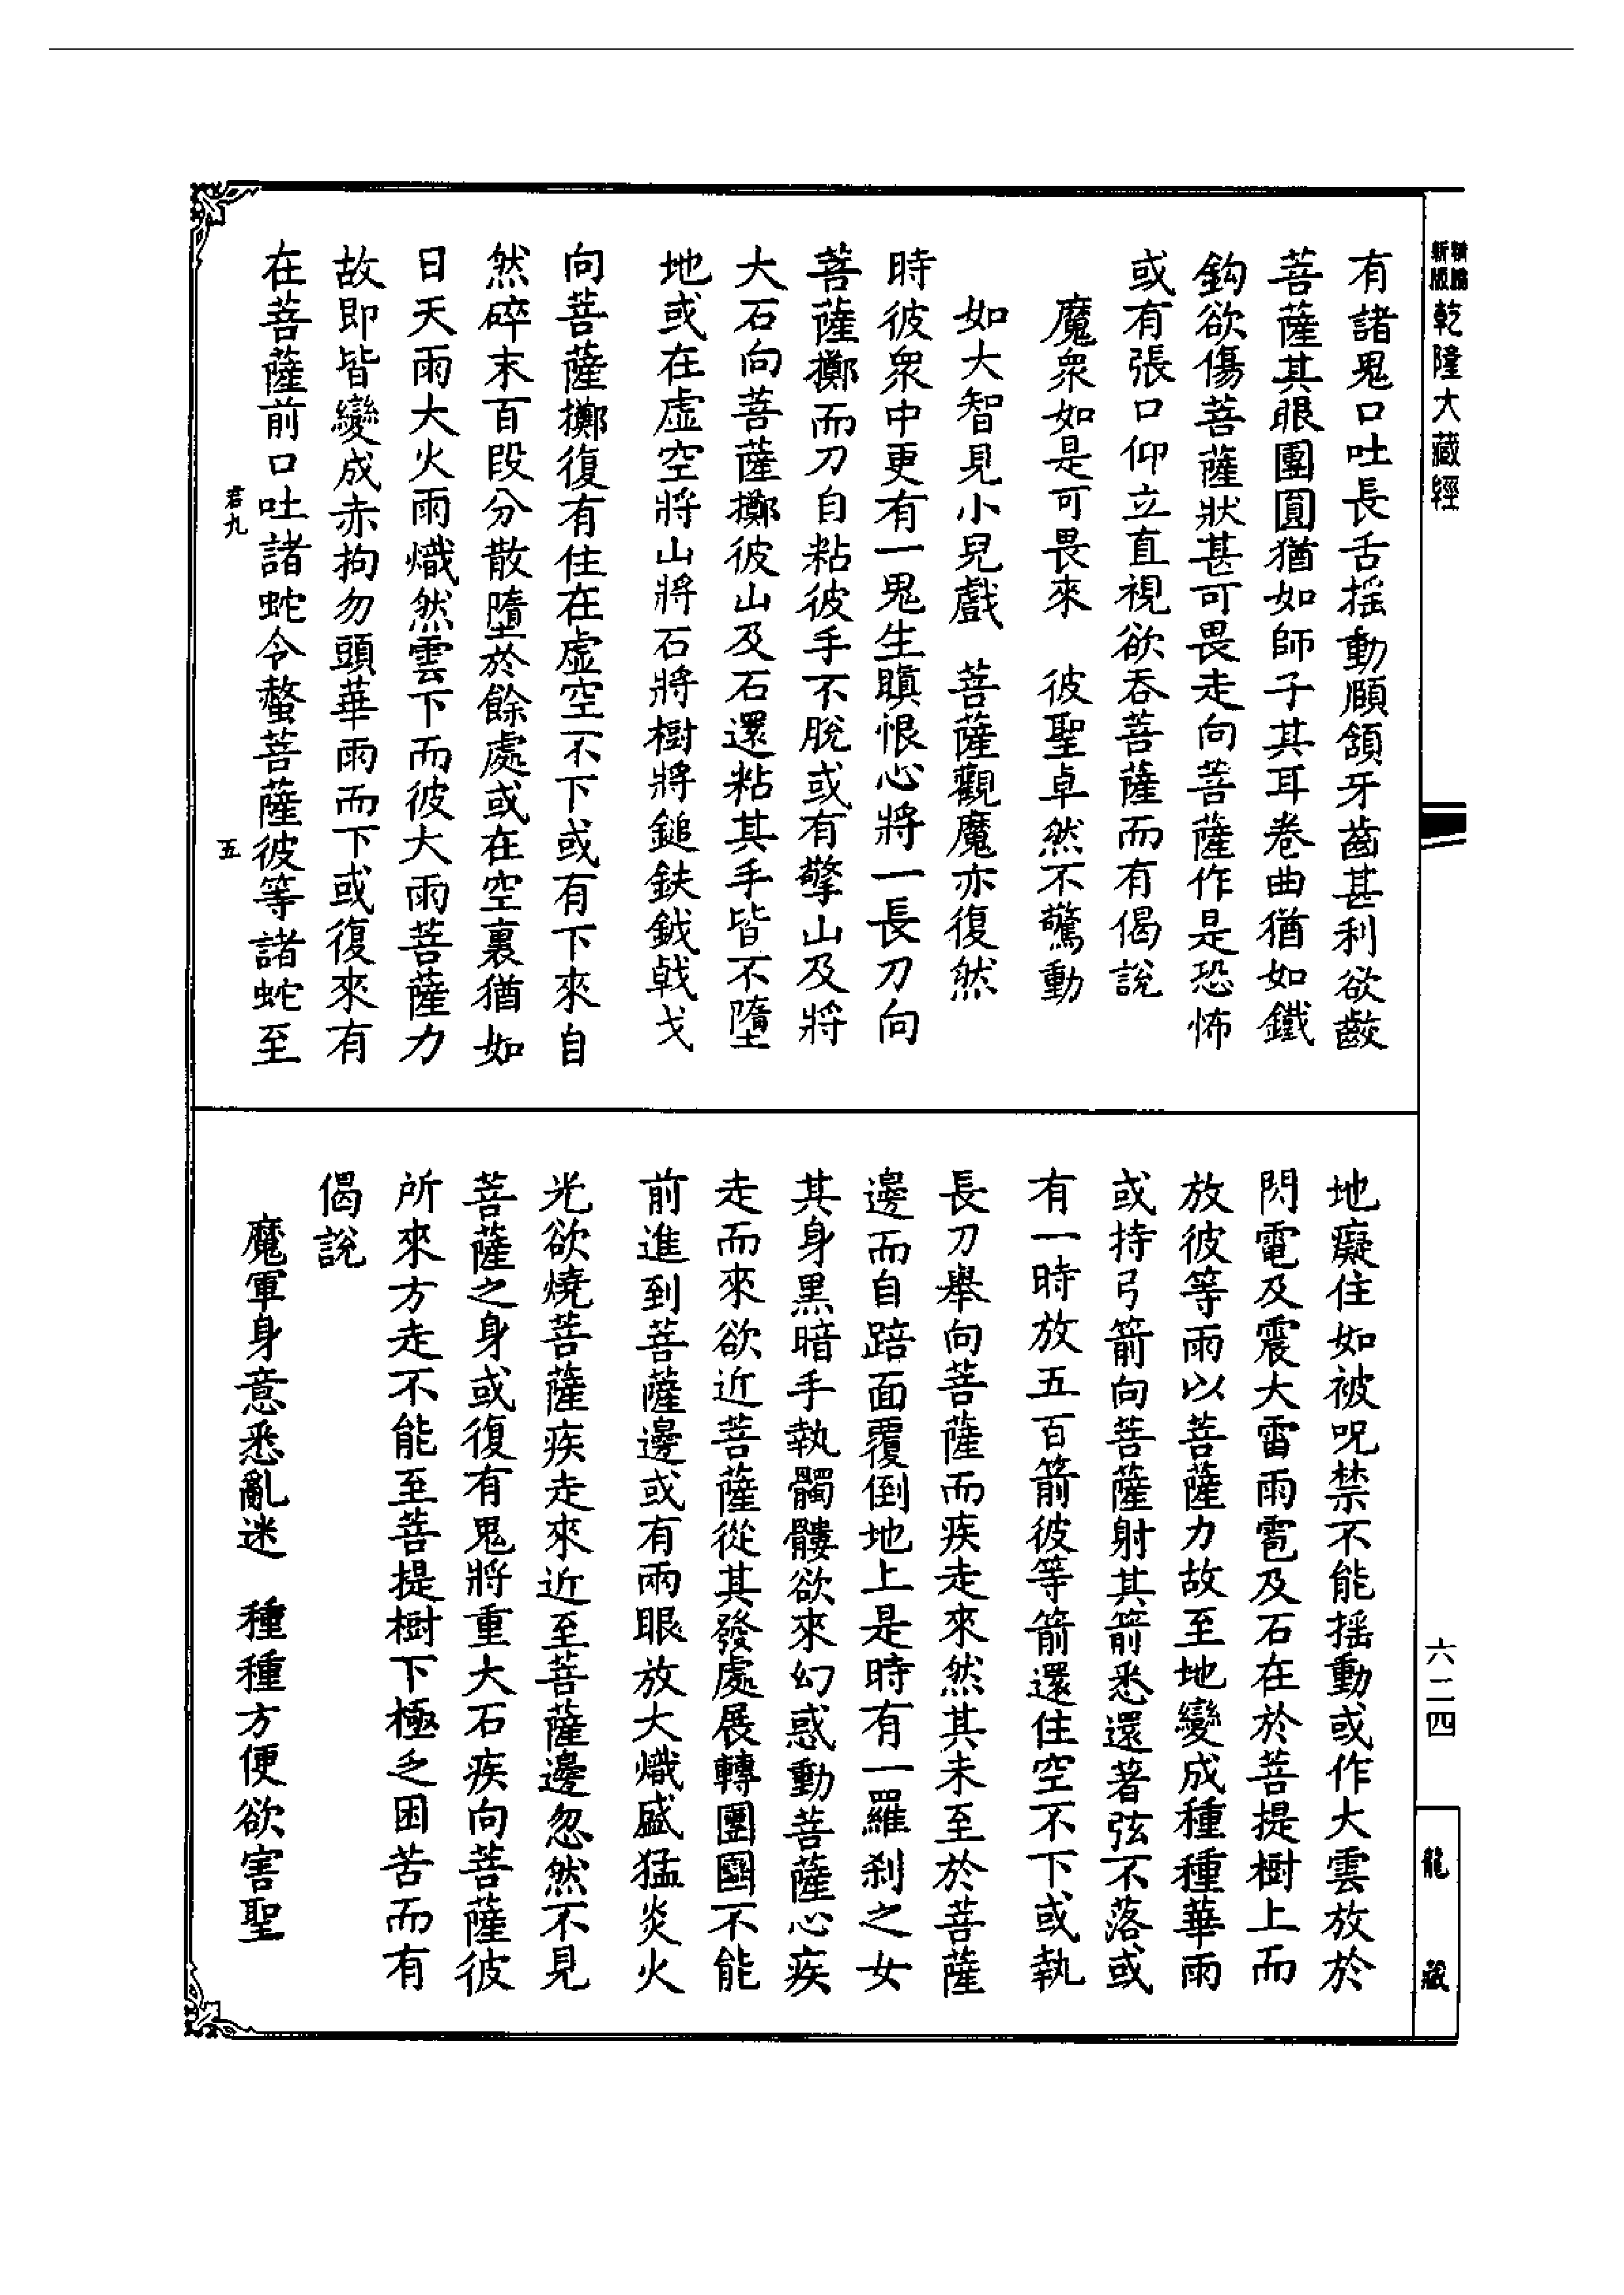 新版
乾隆大藏經
有諸鬼口吐長舌搖動頤頷牙齒甚利欲齩
菩薩其眼團圓猶如師子其耳卷曲猶如鐵
鈎欲傷菩薩狀甚可畏走向菩薩作是恐怖
或有張口仰立直視欲吞菩薩而有偈說
魔衆如是可畏來　彼聖卓然不驚動
如大智見小兒戲　菩薩觀魔亦復然
時彼衆中更有一鬼生瞋恨心將一長刀向
菩薩擲而刀自粘彼手不脫或有擎山及將
大石向菩薩擲彼山及石還粘其手皆不墮
地或在虛空將山將石將樹將鎚鈇鉞戟戈
向菩薩擲復有住在虛空不下或有下來自
然碎末百段分散墮於餘處或在空裏猶如
日天雨大火雨熾然雲下而彼大雨菩薩力
故即皆變成赤拘勿頭華雨而下或復來有
在菩薩前口吐諸蛇令螫菩薩彼等諸蛇至
君九
五
地癡住如被呪禁不能搖動或作大雲放於
閃電及震大雷雨雹及石在於菩提樹上而
放彼等雨以菩薩力故至地變成種種華雨
或持弓箭向菩薩射其箭悉還著弦不落或
有一時放五百箭彼等箭還住空不下或執
長刀舉向菩薩而疾走來然其未至於菩薩
邊而自踣面覆倒地上是時有一羅刹之女
其身黑暗手執髑髏欲來幻惑動菩薩心疾
走而來欲近菩薩從其發處展轉團圝不能
前進到菩薩邊或有兩眼放大熾盛猛炎火
光欲燒菩薩疾走來近至菩薩邊忽然不見
菩薩之身或復有鬼將重大石疾向菩薩彼
所來方走不能至菩提樹下極乏困苦而有
偈說
魔軍身意悉亂迷　種種方便欲害聖
六二四
龍藏